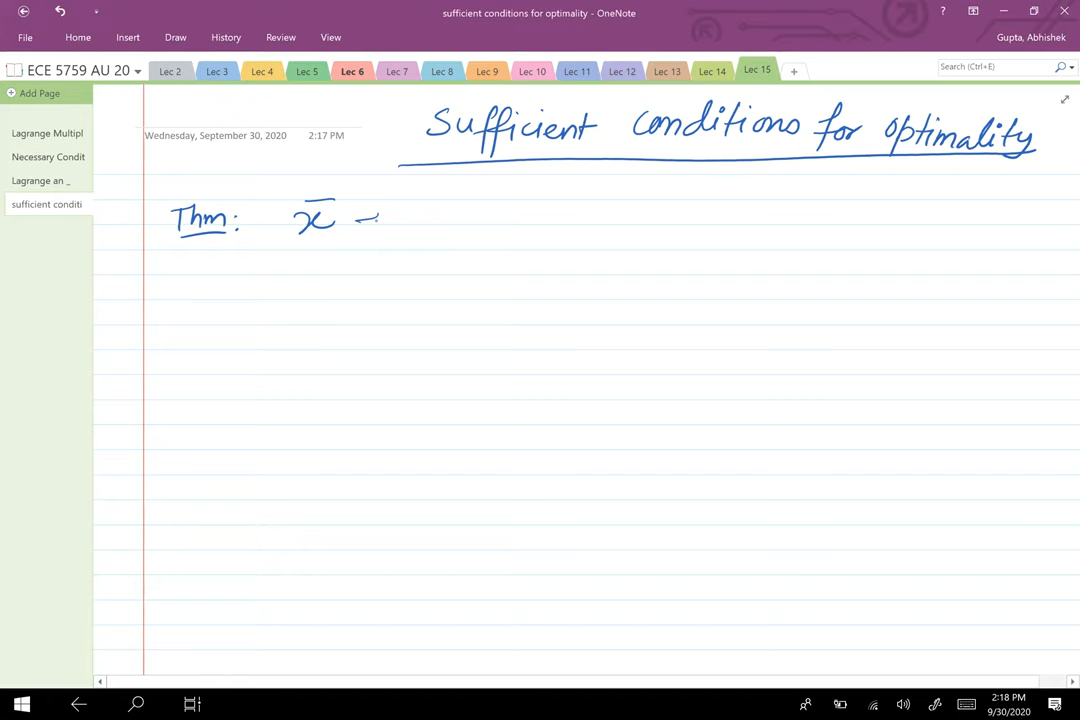 sufficient conditions for optimality - OneNote
File Home Insert Draw History Review View
Gupta, Abhishek
ECE 5759 AU 20
Lec 2 Lec 3 Lec 4 Lec 5 Lec 6 Lec 7 Lec 8 Lec 9 Lec 10 Lec 11 Lec 12 Lec 13 Lec 14 Lec 15
Search (Ctrl+E)
Add Page
Lagrange Multipl
Necessary Condit
Lagrange an _
sufficient conditi
Wednesday, September 30, 2020 2:17 PM
Sufficient Conditions for Optimality
Thm: x̄
2:18 PM
9/30/2020